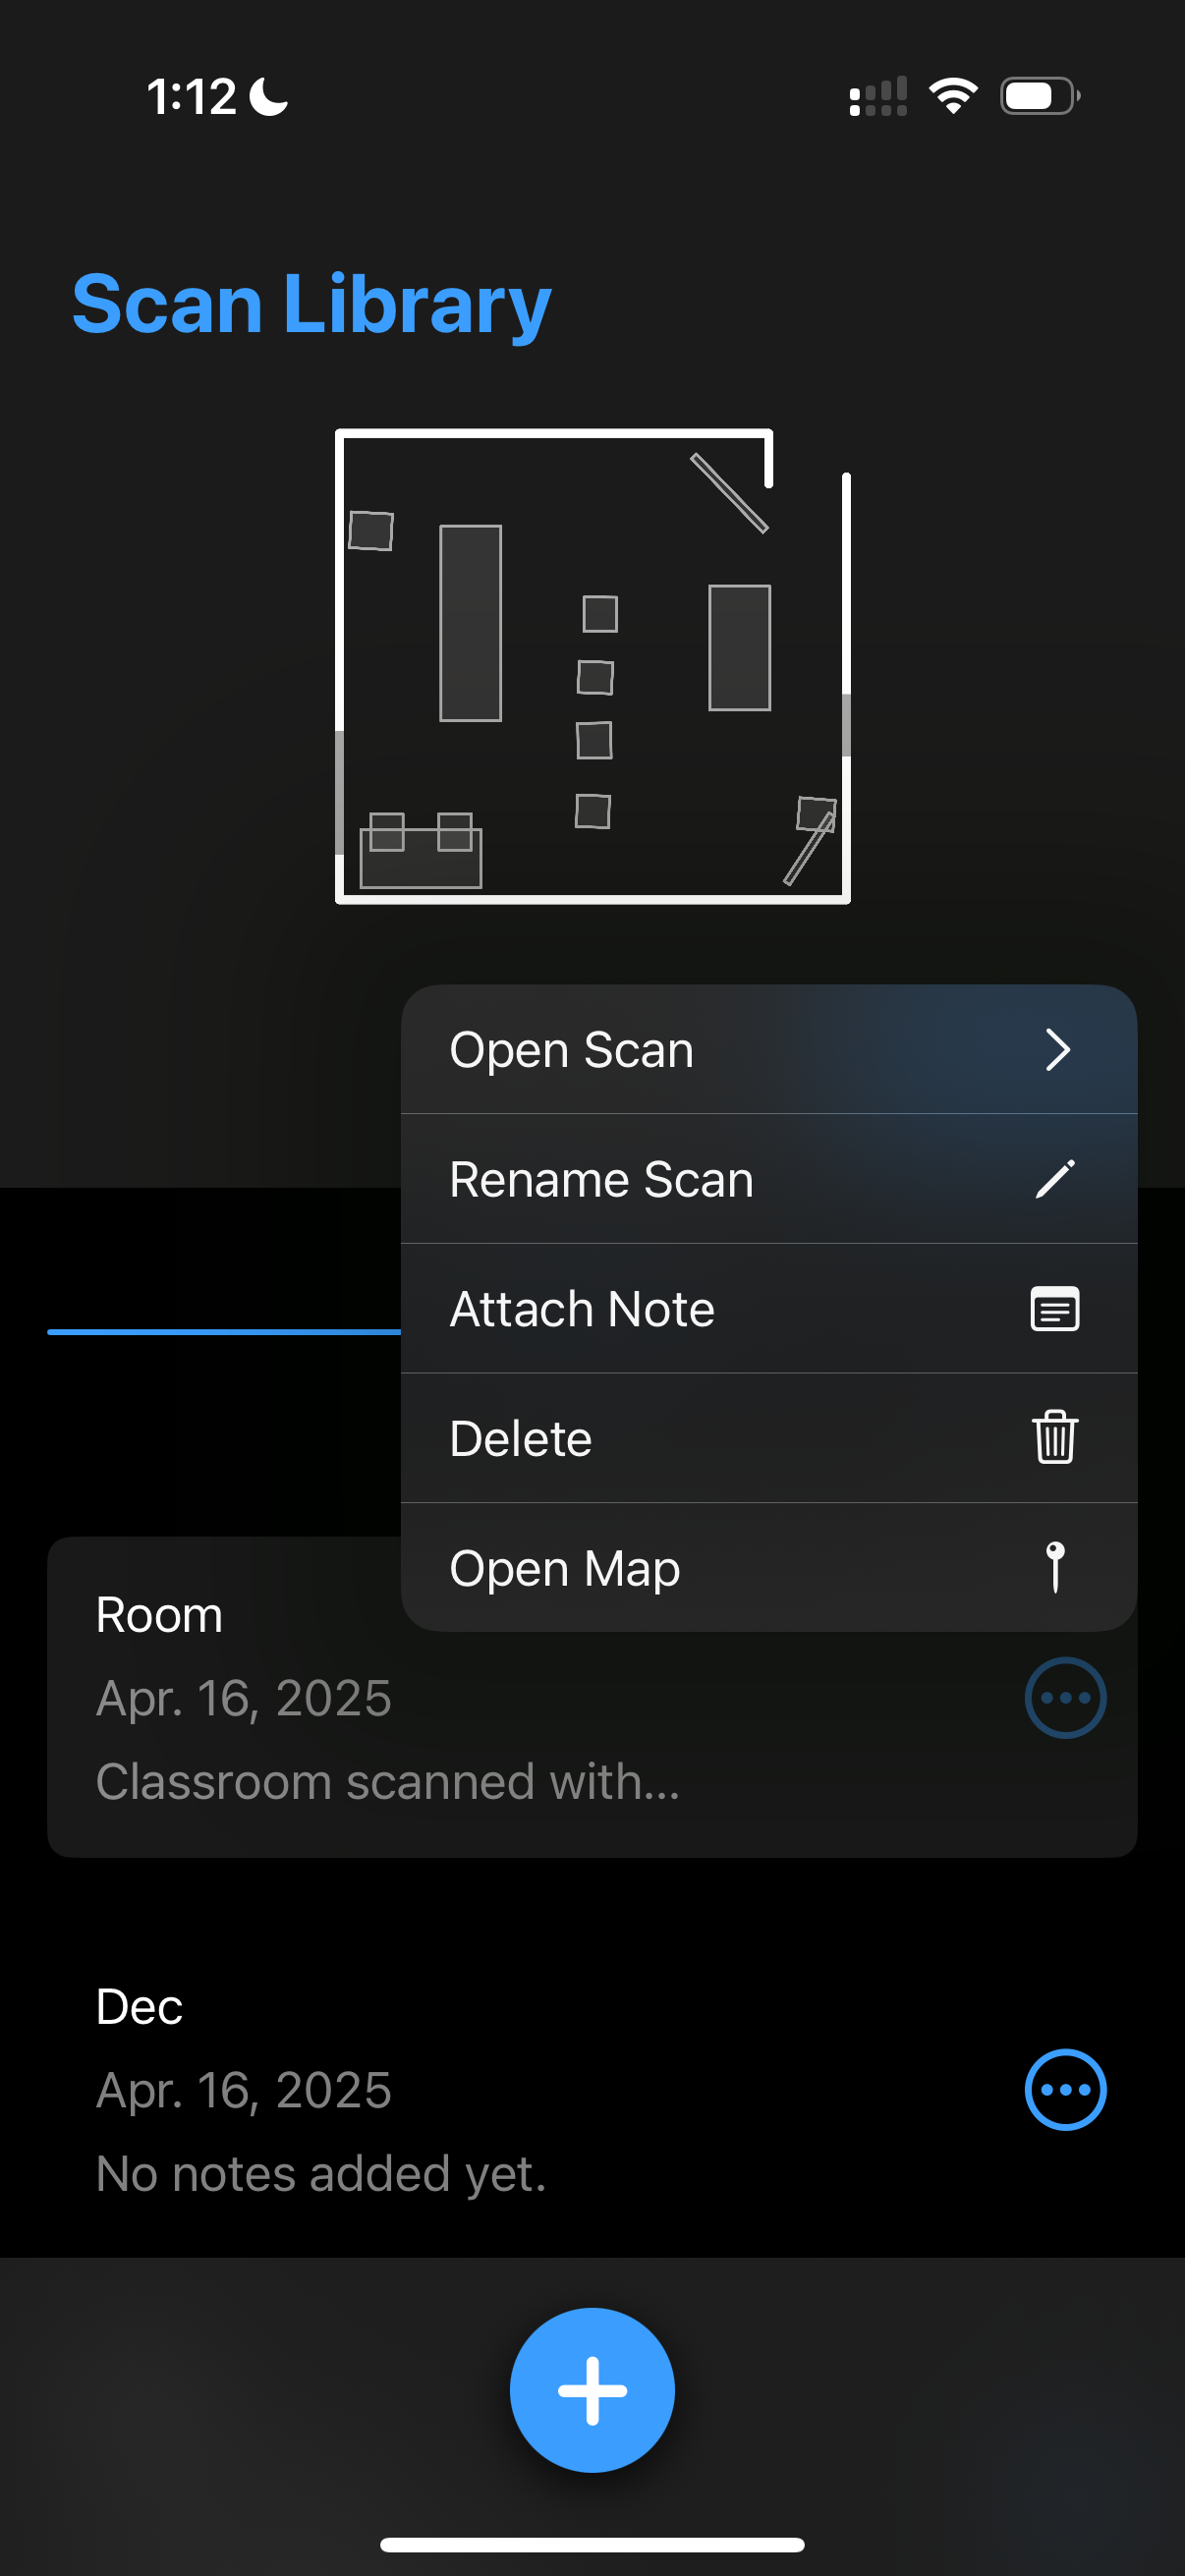 1:12
Scan Library
Open Scan
Rename Scan
Attach Note
Delete
Open Map
Room
Apr. 16, 2025
Classroom scanned with...
Dec
Apr. 16, 2025
No notes added yet.